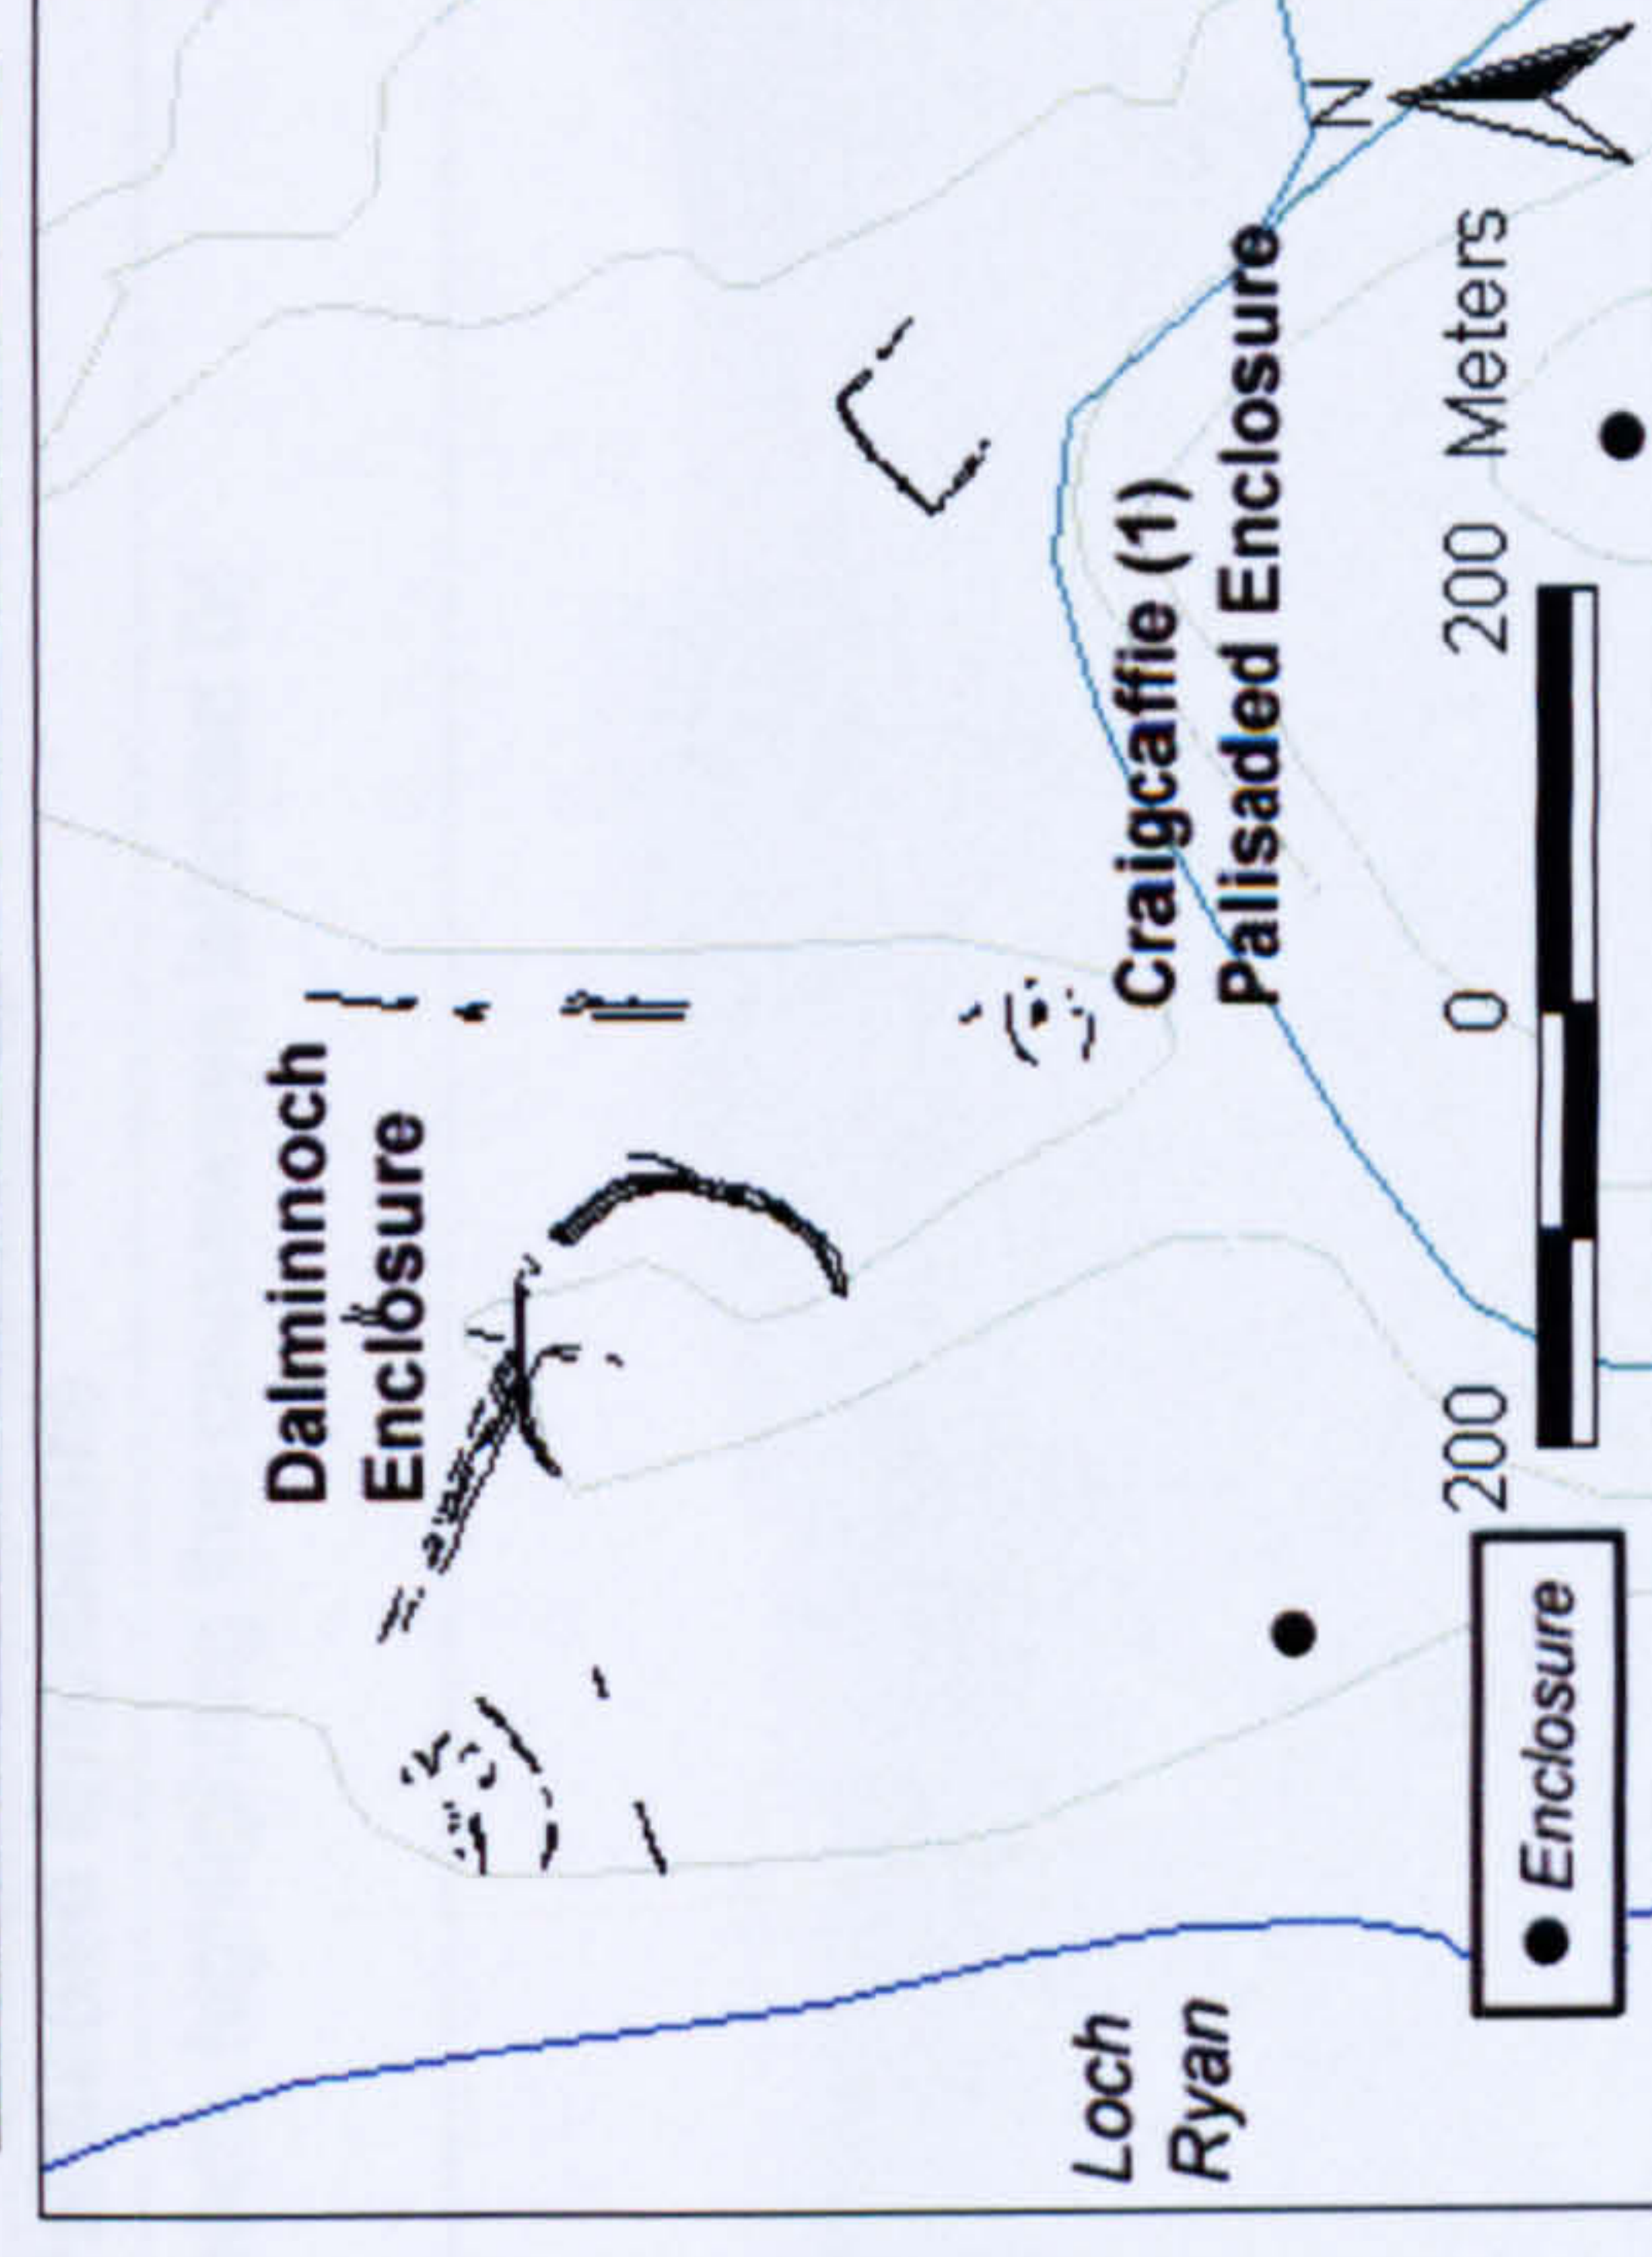 Dalminnoch
Enclosure
Craigcaffie (1)
Palisaded Enclosure
Loch
Ryan
N
200 0 200 Meters
Enclosure